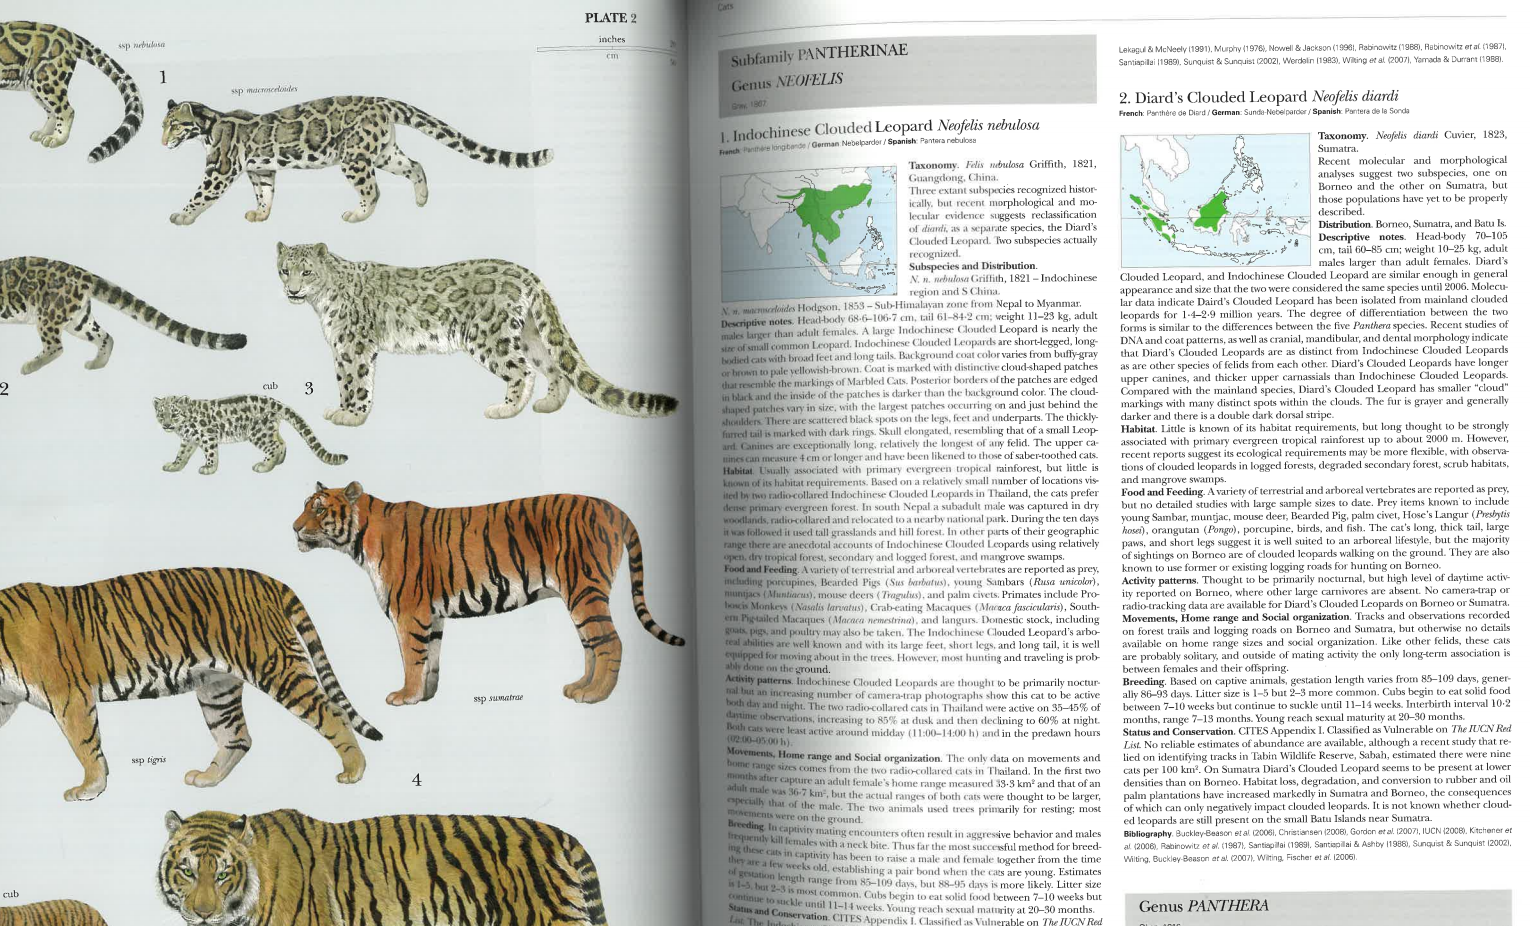 PLATE 2
inches
cm
ssp nebulosa
1
ssp macrosceloides
2
cub
3
ssp sumatrae
ssp tigris
4
cub
Cats
Subfamily PANTHERINAE
Genus NEOFELIS
Gray, 1867
1. Indochinese Clouded Leopard Neofelis nebulosa
French: Panthère longibande / German: Nebelparder / Spanish: Pantera nebulosa
Taxonomy. Felis nebulosa Griffith, 1821,
Guangdong, China.
Three extant subspecies recognized histor-
ically, but recent morphological and mo-
lecular evidence suggests reclassification
of diardi, as a separate species, the Diard's
Clouded Leopard. Two subspecies actually
recognized.
Subspecies and Distribution.
N. n. nebulosa Griffith, 1821 – Indochinese
region and S China.
N. n. macrosceloides Hodgson, 1853 – Sub-Himalayan zone from Nepal to Myanmar.
Descriptive notes. Head-body 68·6–106·7 cm, tail 61–84·2 cm; weight 11–23 kg, adult
males larger than adult females. A large Indochinese Clouded Leopard is nearly the
size of small common Leopard. Indochinese Clouded Leopards are short-legged, long-
bodied cats with broad feet and long tails. Background coat color varies from buffy-gray
or brown to pale yellowish-brown. Coat is marked with distinctive cloud-shaped patches
that resemble the markings of Marbled Cats. Posterior borders of the patches are edged
in black and the inside of the patches is darker than the background color. The cloud-
shaped patches vary in size, with the largest patches occurring on and just behind the
shoulders. There are scattered black spots on the legs, feet and underparts. The thickly-
furred tail is marked with dark rings. Skull elongated, resembling that of a small Leop-
ard. Canines are exceptionally long, relatively the longest of any felid. The upper ca-
nines can measure 4 cm or longer and have been likened to those of saber-toothed cats.
Habitat. Usually associated with primary evergreen tropical rainforest, but little is
known of its habitat requirements. Based on a relatively small number of locations vis-
ited by two radio-collared Indochinese Clouded Leopards in Thailand, the cats prefer
dense primary evergreen forest. In south Nepal a subadult male was captured in dry
woodlands, radio-collared and relocated to a nearby national park. During the ten days
it was followed it used tall grasslands and hill forest. In other parts of their geographic
range there are anecdotal accounts of Indochinese Clouded Leopards using relatively
open, dry tropical forest, secondary and logged forest, and mangrove swamps.
Food and Feeding. A variety of terrestrial and arboreal vertebrates are reported as prey,
including porcupines, Bearded Pigs (Sus barbatus), young Sambars (Rusa unicolor),
muntjacs (Muntiacus), mouse deers (Tragulus), and palm civets. Primates include Pro-
boscis Monkeys (Nasalis larvatus), Crab-eating Macaques (Macaca fascicularis), South-
ern Pig-tailed Macaques (Macaca nemestrina), and langurs. Domestic stock, including
goats, pigs, and poultry may also be taken. The Indochinese Clouded Leopard's arbo-
real abilities are well known and with its large feet, short legs, and long tail, it is well
equipped for moving about in the trees. However, most hunting and traveling is prob-
ably done on the ground.
Activity patterns. Indochinese Clouded Leopards are thought to be primarily noctur-
nal but an increasing number of camera-trap photographs show this cat to be active
both day and night. The two radio-collared cats in Thailand were active on 35–45% of
daytime observations, increasing to 85% at dusk and then declining to 60% at night.
Both cats were least active around midday (11:00–14:00 h) and in the predawn hours
(02:00–05:00 h).
Movements, Home range and Social organization. The only data on movements and
home range sizes comes from the two radio-collared cats in Thailand. In the first two
months after capture an adult female's home range measured 33·3 km² and that of an
adult male was 36·7 km², but the actual ranges of both cats were thought to be larger,
especially that of the male. The two animals used trees primarily for resting; most
movements were on the ground.
Breeding. In captivity mating encounters often result in aggressive behavior and males
frequently kill females with a neck bite. Thus far the most successful method for breed-
ing these cats in captivity has been to raise a male and female together from the time
they are a few weeks old, establishing a pair bond when the cats are young. Estimates
of gestation length range from 85–109 days, but 88–95 days is more likely. Litter size
is 1–5, but 2–3 is most common. Cubs begin to eat solid food between 7–10 weeks but
continue to suckle until 11–14 weeks. Young reach sexual maturity at 20–30 months.
Status and Conservation. CITES Appendix I. Classified as Vulnerable on The IUCN Red
Lekagul & McNeely (1991), Murphy (1976), Nowell & Jackson (1996), Rabinowitz (1988), Rabinowitz et al. (1987),
Santiapillai (1989), Sunquist & Sunquist (2002), Werdelin (1983), Wilting et al. (2007), Yamada & Durrant (1988).
2. Diard's Clouded Leopard Neofelis diardi
French: Panthère de Diard / German: Sunda-Nebelparder / Spanish: Pantera de la Sonda
Taxonomy. Neofelis diardi Cuvier, 1823,
Sumatra.
Recent molecular and morphological
analyses suggest two subspecies, one on
Borneo and the other on Sumatra, but
those populations have yet to be properly
described.
Distribution. Borneo, Sumatra, and Batu Is.
Descriptive notes. Head-body 70–105
cm, tail 60–85 cm; weight 10–25 kg, adult
males larger than adult females. Diard's
Clouded Leopard, and Indochinese Clouded Leopard are similar enough in general
appearance and size that the two were considered the same species until 2006. Molecu-
lar data indicate Daird's Clouded Leopard has been isolated from mainland clouded
leopards for 1·4–2·9 million years. The degree of differentiation between the two
forms is similar to the differences between the five Panthera species. Recent studies of
DNA and coat patterns, as well as cranial, mandibular, and dental morphology indicate
that Diard's Clouded Leopards are as distinct from Indochinese Clouded Leopards
as are other species of felids from each other. Diard's Clouded Leopards have longer
upper canines, and thicker upper carnassials than Indochinese Clouded Leopards.
Compared with the mainland species, Diard's Clouded Leopard has smaller "cloud"
markings with many distinct spots within the clouds. The fur is grayer and generally
darker and there is a double dark dorsal stripe.
Habitat. Little is known of its habitat requirements, but long thought to be strongly
associated with primary evergreen tropical rainforest up to about 2000 m. However,
recent reports suggest its ecological requirements may be more flexible, with observa-
tions of clouded leopards in logged forests, degraded secondary forest, scrub habitats,
and mangrove swamps.
Food and Feeding. A variety of terrestrial and arboreal vertebrates are reported as prey,
but no detailed studies with large sample sizes to date. Prey items known to include
young Sambar, muntjac, mouse deer, Bearded Pig, palm civet, Hose's Langur (Presbytis
hosei), orangutan (Pongo), porcupine, birds, and fish. The cat's long, thick tail, large
paws, and short legs suggest it is well suited to an arboreal lifestyle, but the majority
of sightings on Borneo are of clouded leopards walking on the ground. They are also
known to use former or existing logging roads for hunting on Borneo.
Activity patterns. Thought to be primarily nocturnal, but high level of daytime activ-
ity reported on Borneo, where other large carnivores are absent. No camera-trap or
radio-tracking data are available for Diard's Clouded Leopards on Borneo or Sumatra.
Movements, Home range and Social organization. Tracks and observations recorded
on forest trails and logging roads on Borneo and Sumatra, but otherwise no details
available on home range sizes and social organization. Like other felids, these cats
are probably solitary, and outside of mating activity the only long-term association is
between females and their offspring.
Breeding. Based on captive animals, gestation length varies from 85–109 days, gener-
ally 86–93 days. Litter size is 1–5 but 2–3 more common. Cubs begin to eat solid food
between 7–10 weeks but continue to suckle until 11–14 weeks. Interbirth interval 10·2
months, range 7–13 months. Young reach sexual maturity at 20–30 months.
Status and Conservation. CITES Appendix I. Classified as Vulnerable on The IUCN Red
List. No reliable estimates of abundance are available, although a recent study that re-
lied on identifying tracks in Tabin Wildlife Reserve, Sabah, estimated there were nine
cats per 100 km². On Sumatra Diard's Clouded Leopard seems to be present at lower
densities than on Borneo. Habitat loss, degradation, and conversion to rubber and oil
palm plantations have increased markedly in Sumatra and Borneo, the consequences
of which can only negatively impact clouded leopards. It is not known whether cloud-
ed leopards are still present on the small Batu Islands near Sumatra.
Bibliography. Buckley-Beason et al. (2006), Christiansen (2008), Gordon et al. (2007), IUCN (2008), Kitchener et
al. (2006), Rabinowitz et al. (1987), Santiapillai (1989), Santiapillai & Ashby (1988), Sunquist & Sunquist (2002),
Wilting, Buckley-Beason et al. (2007), Wilting, Fischer et al. (2006).
Genus PANTHERA